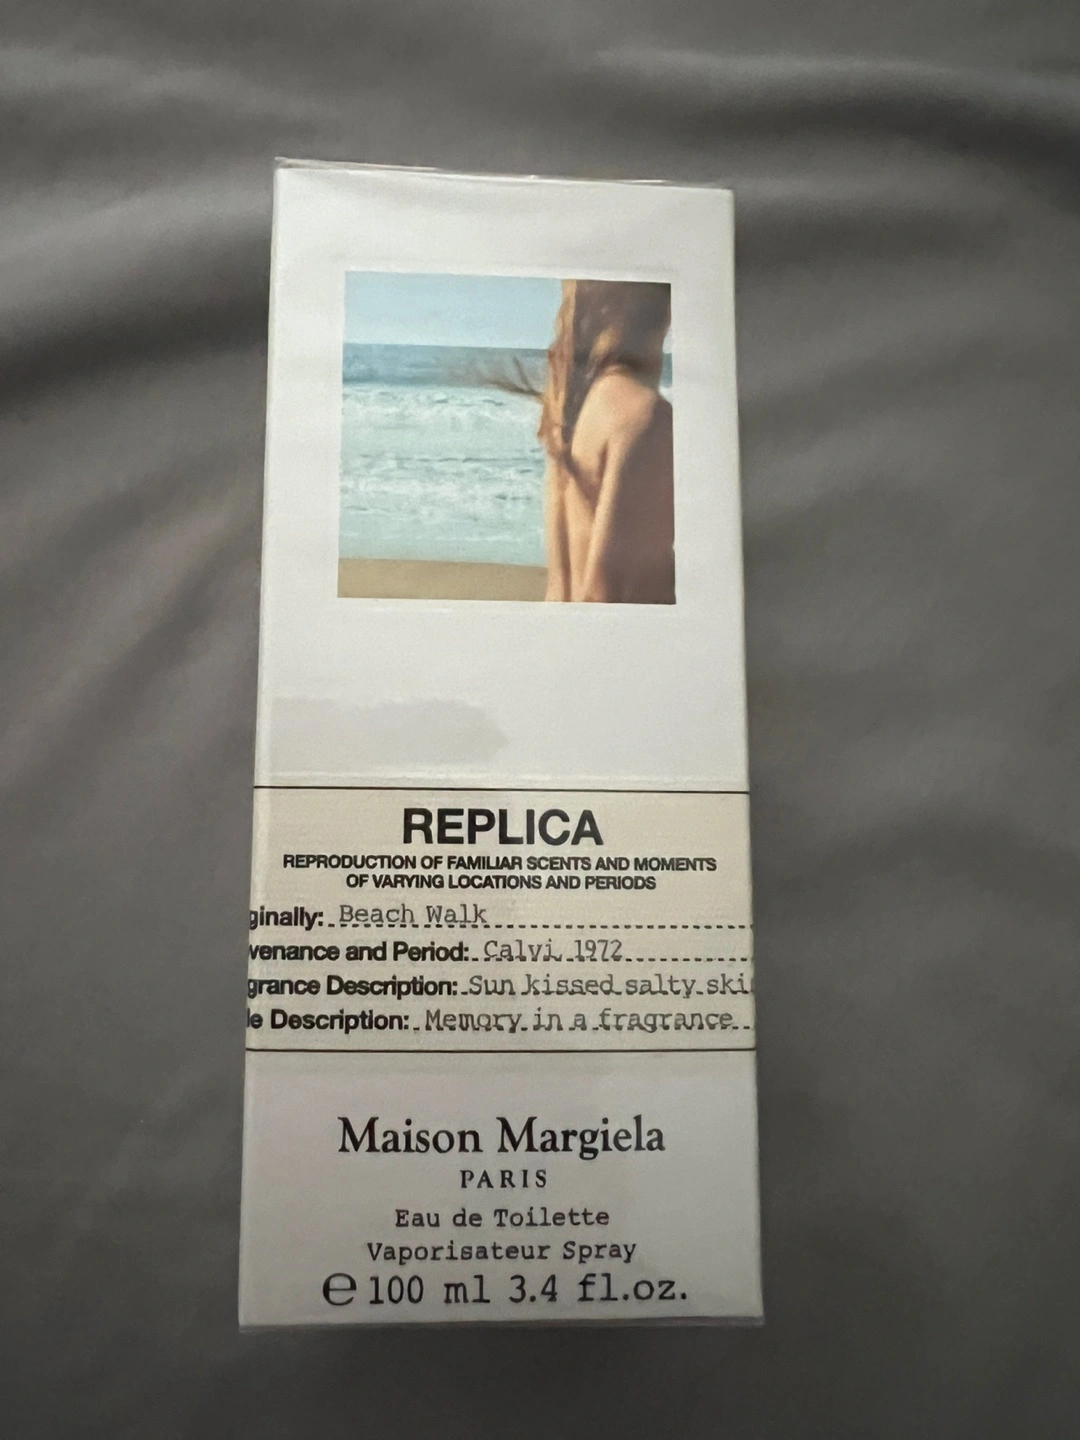 REPLICA
REPRODUCTION OF FAMILIAR SCENTS AND MOMENTS
OF VARYING LOCATIONS AND PERIODS
ginally: Beach Walk
venance and Period: Calvi 1972
grance Description: Sun kissed salty ski
le Description: Memory in a fragrance
Maison Margiela
PARIS
Eau de Toilette
Vaporisateur Spray
e 100 ml 3.4 fl.oz.